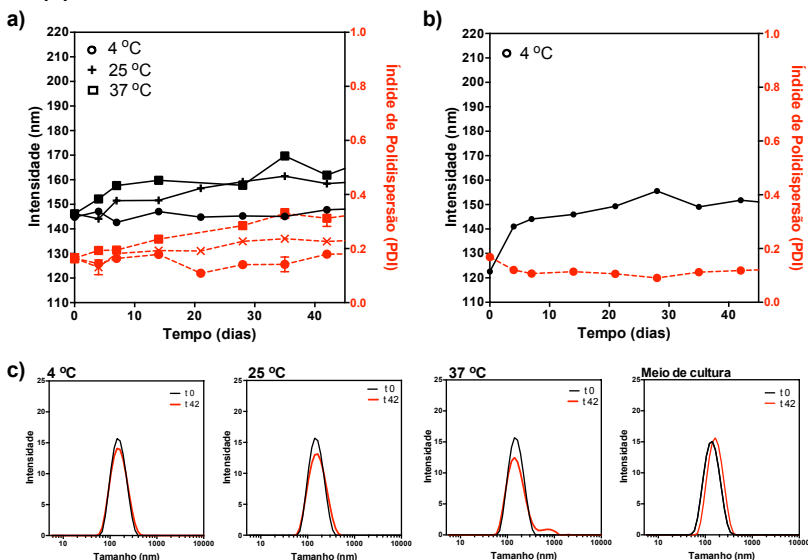 a)
220
210
200
190
180
170
160
150
140
130
120
110
Intensidade (nm)
4 ºC
25 ºC
37 ºC
0
10
20
30
40
Tempo (dias)
1.0
0.8
0.6
0.4
0.2
0.0
Índide de Polidispersão (PDI)
b)
220
210
200
190
180
170
160
150
140
130
120
110
Intensidade (nm)
4 ºC
0
10
20
30
40
Tempo (dias)
1.0
0.8
0.6
0.4
0.2
0.0
Índide de Polidispersão (PDI)
c)
4 ºC
25
20
15
10
5
0
Intensidade
t 0
t 42
10
100
1000
10000
Tamanho (nm)
25 ºC
25
20
15
10
5
0
Intensidade
t 0
t 42
10
100
1000
10000
Tamanho (nm)
37 ºC
25
20
15
10
5
0
Intensidade
t 0
t 42
10
100
1000
10000
Tamanho (nm)
Meio de cultura
25
20
15
10
5
0
Intensidade
t 0
t 42
10
100
1000
10000
Tamanho (nm)